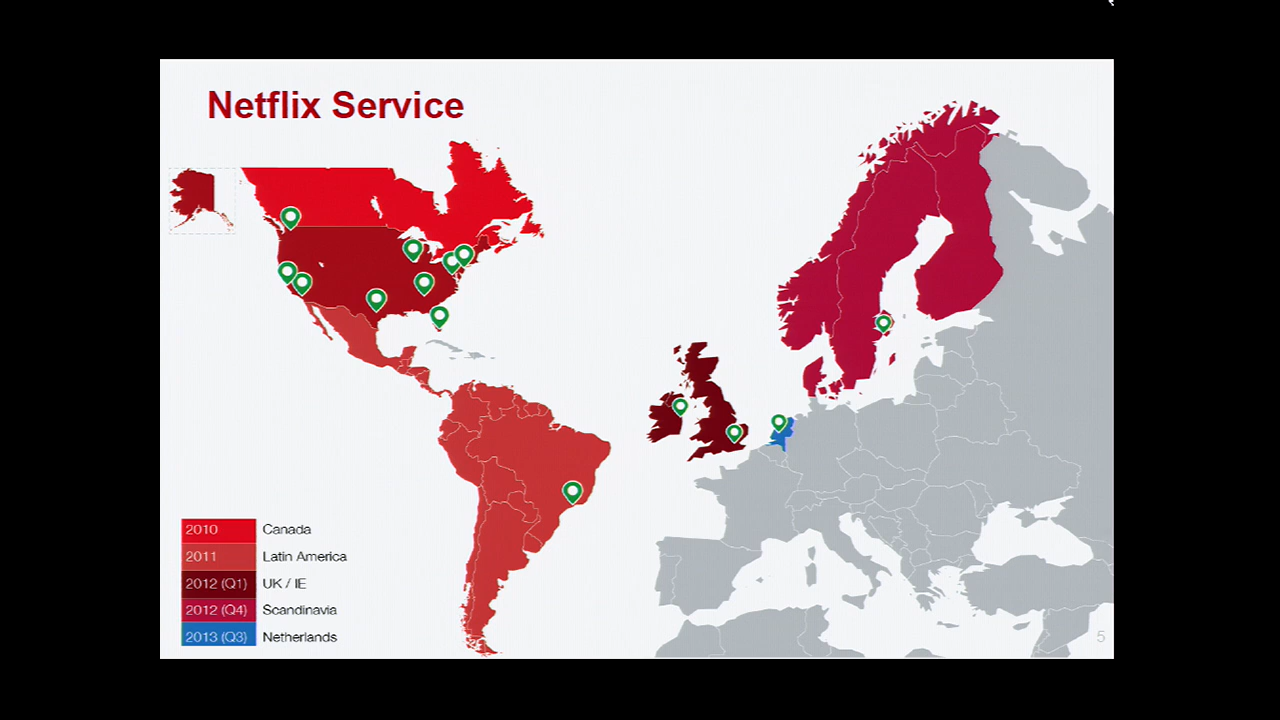 Netflix Service
2010 Canada
2011 Latin America
2012 (Q1) UK / IE
2012 (Q4) Scandinavia
2013 (Q3) Netherlands
5